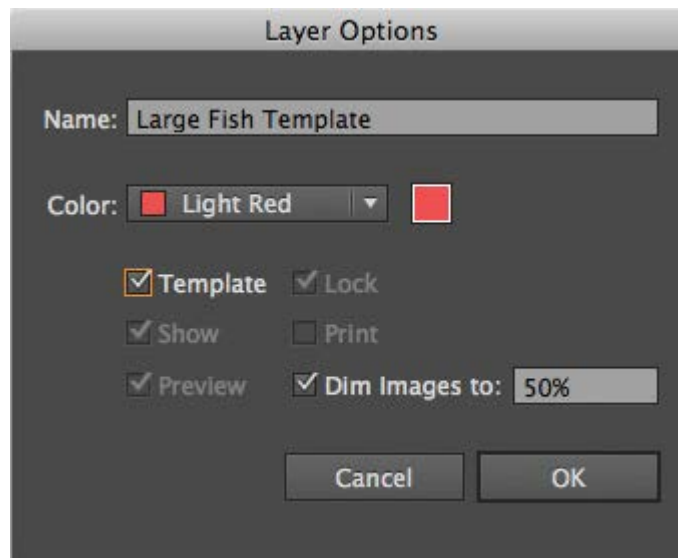 Layer Options
Name: Large Fish Template
Color: Light Red
Template Lock
Show Print
Preview Dim Images to: 50%
Cancel OK